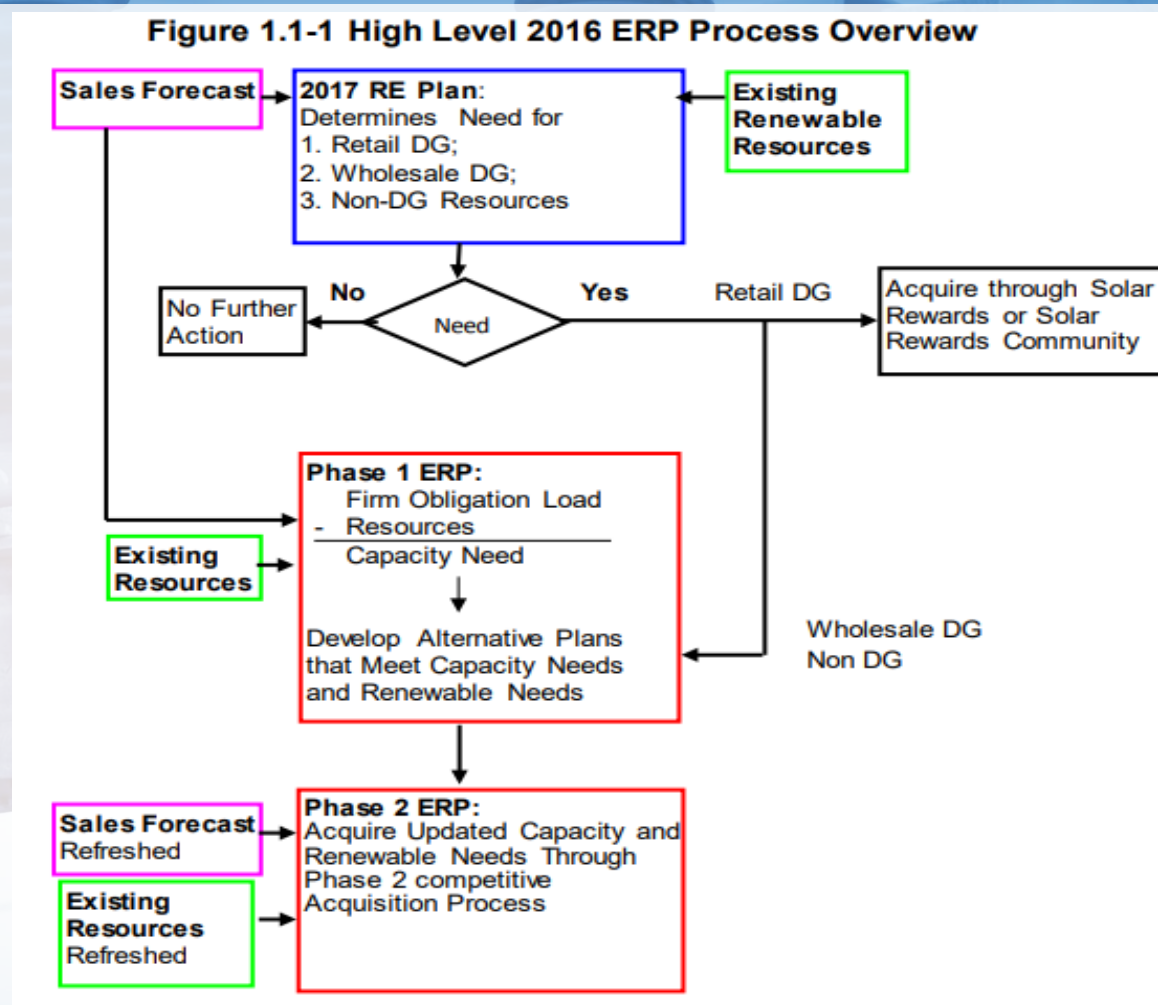 Figure 1.1-1 High Level 2016 ERP Process Overview
Sales Forecast
2017 RE Plan:
Determines Need for
1. Retail DG;
2. Wholesale DG;
3. Non-DG Resources
Existing
Renewable
Resources
No Further
Action
No
Need
Yes
Retail DG
Acquire through Solar
Rewards or Solar
Rewards Community
Phase 1 ERP:
Firm Obligation Load
- Resources
Capacity Need
Existing
Resources
Develop Alternative Plans
that Meet Capacity Needs
and Renewable Needs
Wholesale DG
Non DG
Sales Forecast
Refreshed
Existing
Resources
Refreshed
Phase 2 ERP:
Acquire Updated Capacity and
Renewable Needs Through
Phase 2 competitive
Acquisition Process